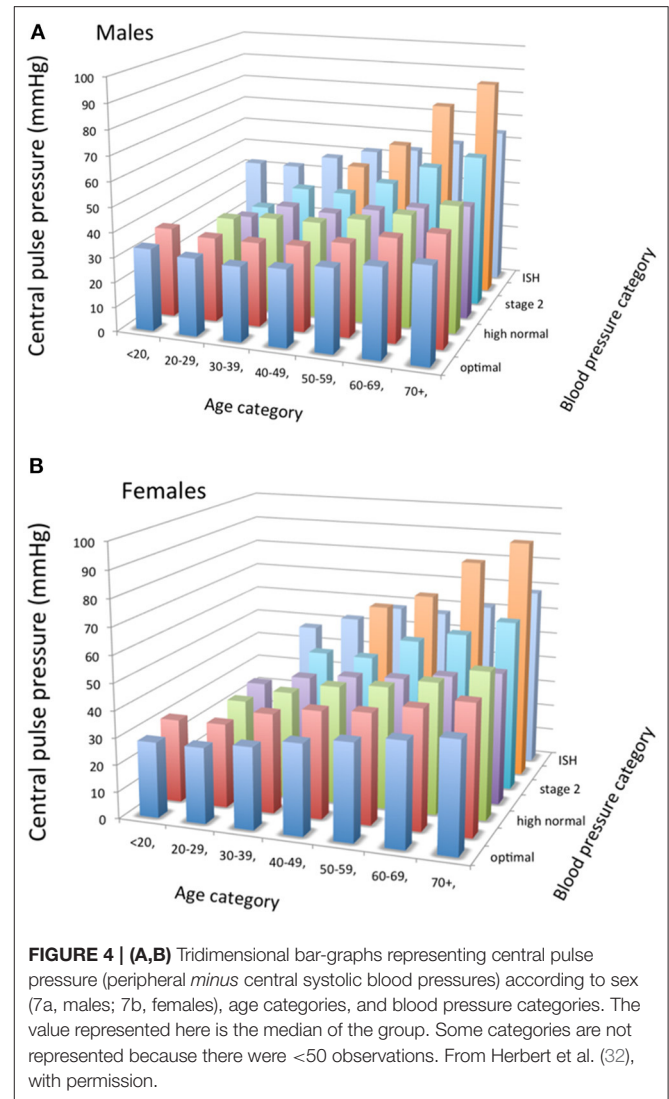 A
Males
Central pulse pressure (mmHg)
100
90
80
70
60
50
40
30
20
10
0
<20,
20-29,
30-39,
40-49,
50-59,
60-69,
70+,
Age category
ISH
stage 2
high normal
optimal
Blood pressure category
B
Females
Central pulse pressure (mmHg)
100
90
80
70
60
50
40
30
20
10
0
<20,
20-29,
30-39,
40-49,
50-59,
60-69,
70+,
Age category
ISH
stage 2
high normal
optimal
Blood pressure category
FIGURE 4 | (A,B) Tridimensional bar-graphs representing central pulse
pressure (peripheral minus central systolic blood pressures) according to sex
(7a, males; 7b, females), age categories, and blood pressure categories. The
value represented here is the median of the group. Some categories are not
represented because there were <50 observations. From Herbert et al. (32),
with permission.